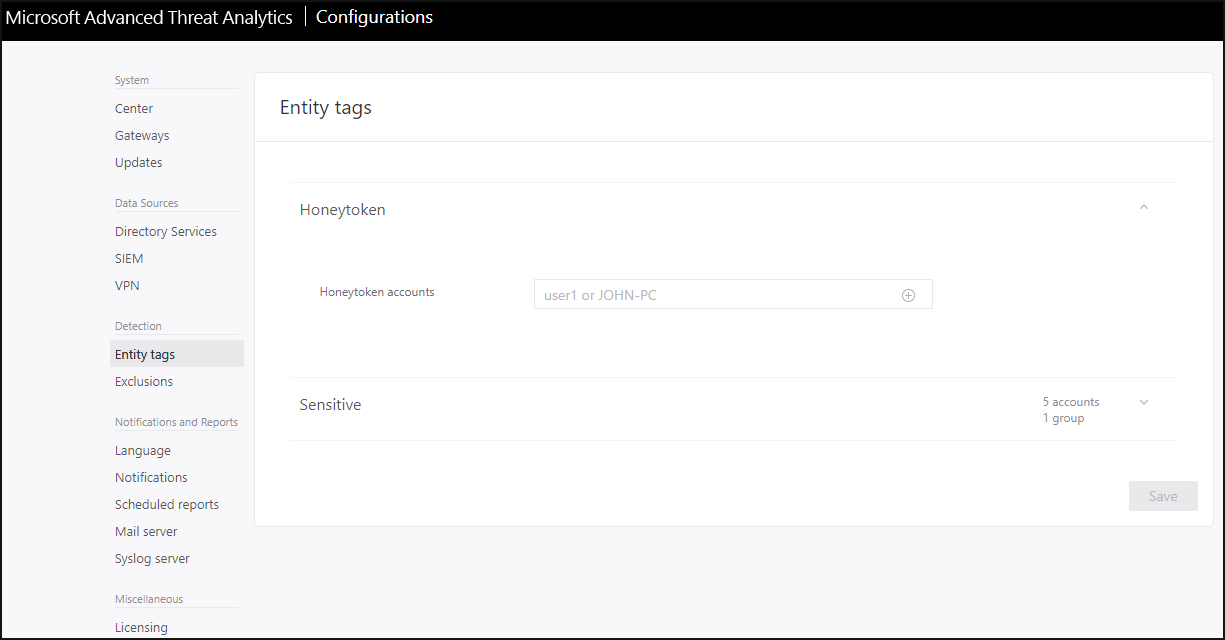 Microsoft Advanced Threat Analytics | Configurations
System
Center
Gateways
Updates
Data Sources
Directory Services
SIEM
VPN
Detection
Entity tags
Exclusions
Notifications and Reports
Language
Notifications
Scheduled reports
Mail server
Syslog server
Miscellaneous
Licensing
Entity tags
Honeytoken
Honeytoken accounts
user1 or JOHN-PC
Sensitive
5 accounts
1 group
Save